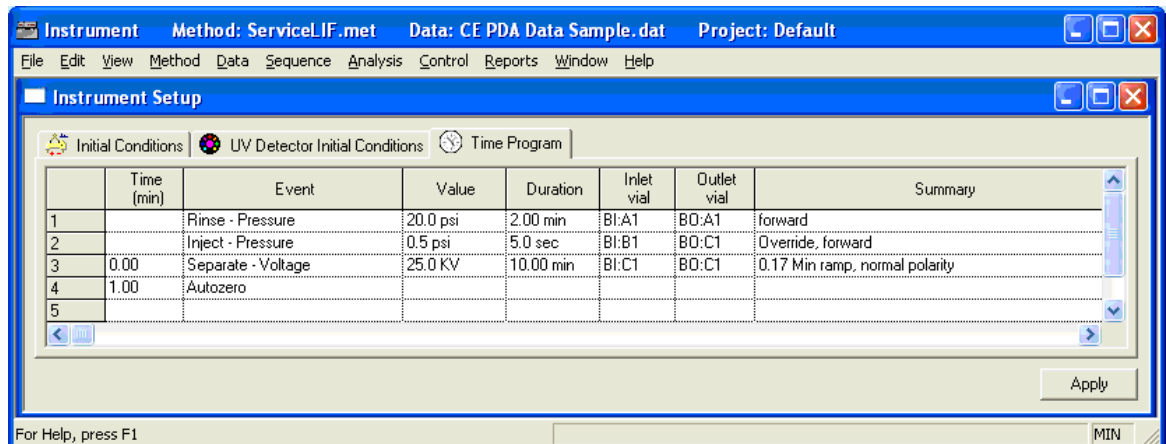 Instrument Method: ServiceLIF.met Data: CE PDA Data Sample.dat Project: Default
File Edit View Method Data Sequence Analysis Control Reports Window Help
Instrument Setup
Initial Conditions UV Detector Initial Conditions Time Program
Time (min) Event Value Duration Inlet vial Outlet vial Summary
1 Rinse - Pressure 20.0 psi 2.00 min BI:A1 BO:A1 forward
2 Inject - Pressure 0.5 psi 5.0 sec BI:B1 BO:C1 Override, forward
3 0.00 Separate - Voltage 25.0 KV 10.00 min BI:C1 BO:C1 0.17 Min ramp, normal polarity
4 1.00 Autozero
5
Apply
For Help, press F1 MIN